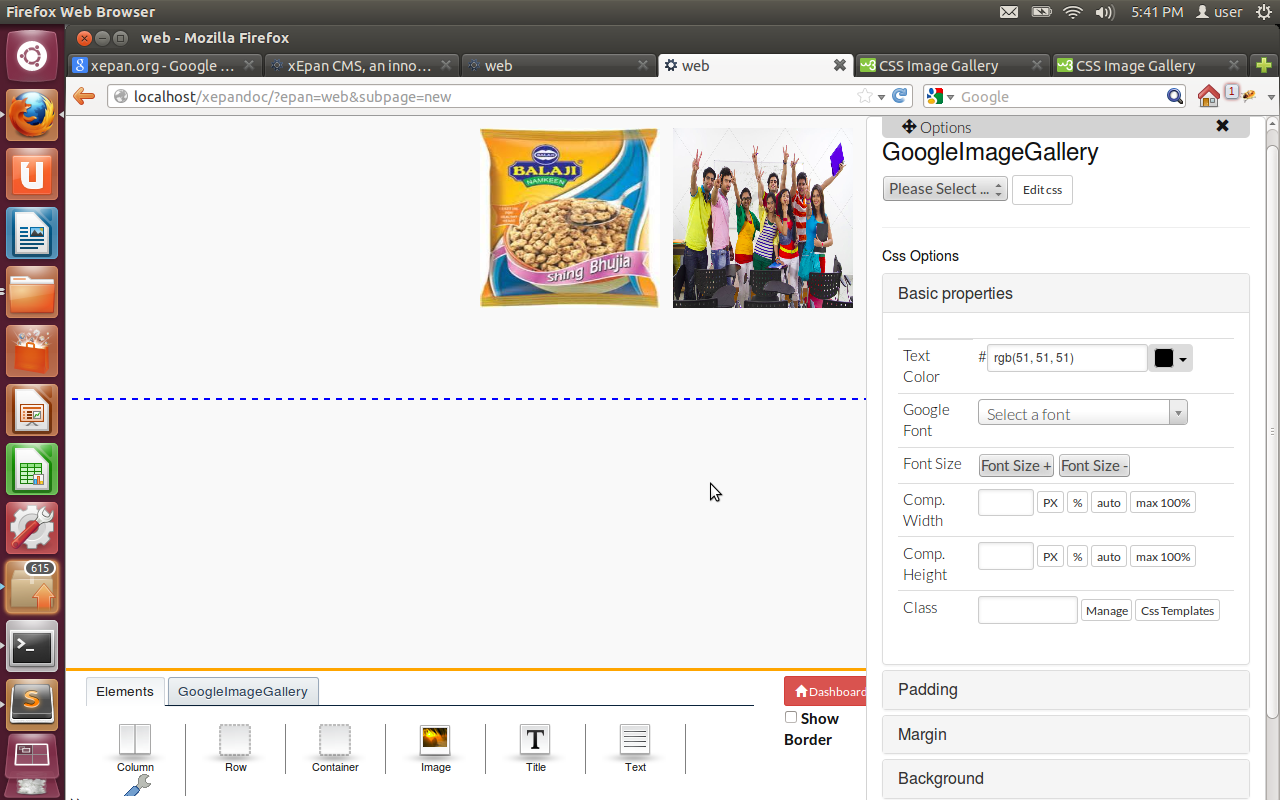 Firefox Web Browser
5:41 PM user
web - Mozilla Firefox
xepan.org - Google ...
xEpan CMS, an inno...
web
web
CSS Image Gallery
CSS Image Gallery
localhost/xepandoc/?epan=web&subpage=new
Google
1
BALAJI
BALAJI
NAMKEEN
Shing Bhujia
Options
GoogleImageGallery
Please Select ...
Edit css
Css Options
Basic properties
Text Color
# rgb(51, 51, 51)
Google Font
Select a font
Font Size
Font Size +
Font Size -
Comp. Width
PX
%
auto
max 100%
Comp. Height
PX
%
auto
max 100%
Class
Manage
Css Templates
Padding
Margin
Background
615
Elements
GoogleImageGallery
Dashboard
Show Border
Column
Row
Container
Image
T
Title
Text